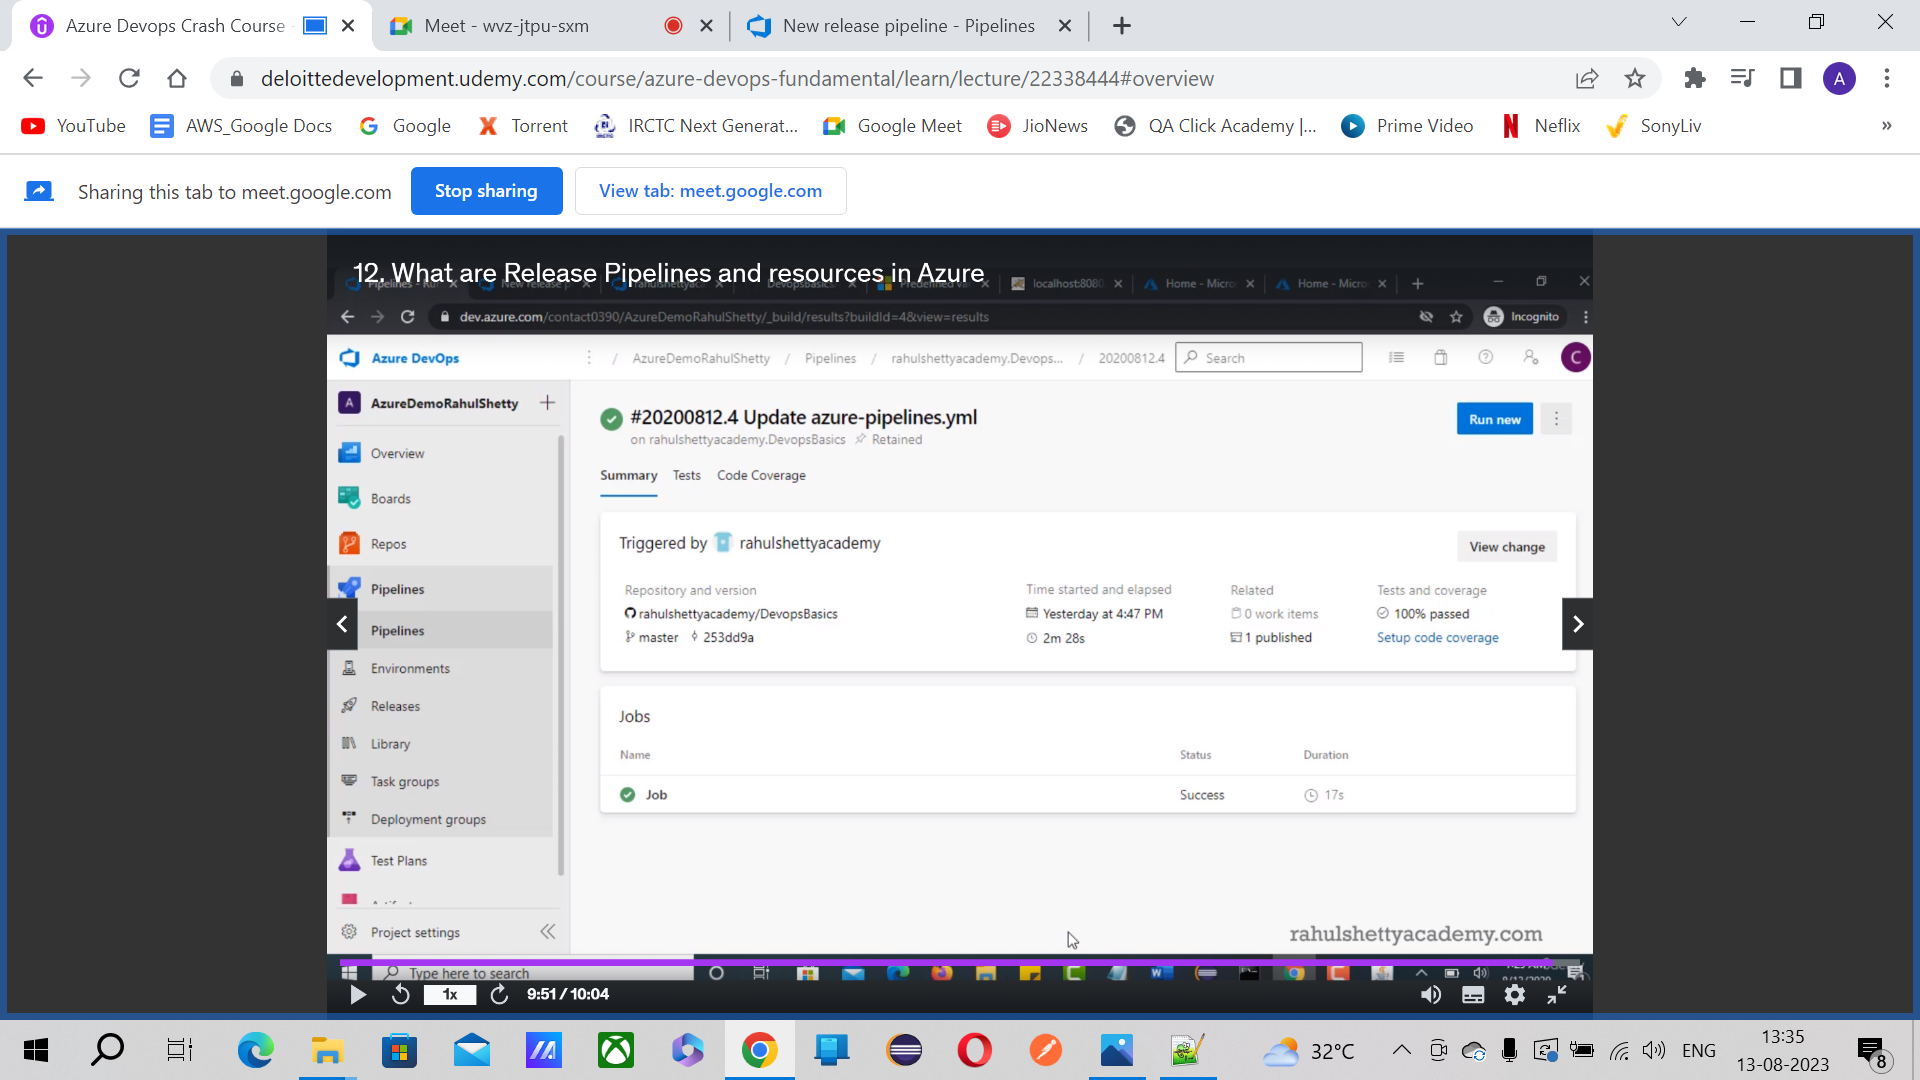 Azure Devops Crash Course
Meet - wvz-jtpu-sxm
New release pipeline - Pipelines
deloittedevelopment.udemy.com/course/azure-devops-fundamental/learn/lecture/22338444#overview
A
YouTube
AWS_Google Docs
Google
Torrent
IRCTC Next Generat...
Google Meet
JioNews
QA Click Academy |...
Prime Video
Neflix
SonyLiv
»
Sharing this tab to meet.google.com
Stop sharing
View tab: meet.google.com
12. What are Release Pipelines and resources in Azure
localhost:8080
Home - Micro
Home - Micro
dev.azure.com/contact0390/AzureDemoRahulShetty/_build/results?buildId=4&view=results
Incognito
Azure DevOps
/ AzureDemoRahulShetty / Pipelines / rahulshettyacademy.Devops... / 20200812.4
Search
C
A AzureDemoRahulShetty
Overview
Boards
Repos
Pipelines
Pipelines
Environments
Releases
Library
Task groups
Deployment groups
Test Plans
Project settings
#20200812.4 Update azure-pipelines.yml
on rahulshettyacademy.DevopsBasics Retained
Run new
Summary Tests Code Coverage
Triggered by rahulshettyacademy
View change
Repository and version
rahulshettyacademy/DevopsBasics
master 253dd9a
Time started and elapsed
Yesterday at 4:47 PM
2m 28s
Related
0 work items
1 published
Tests and coverage
100% passed
Setup code coverage
Jobs
Name Status Duration
Job Success 17s
rahulshettyacademy.com
Type here to search
1x
9:51 / 10:04
32°C
ENG
13:35
13-08-2023
8